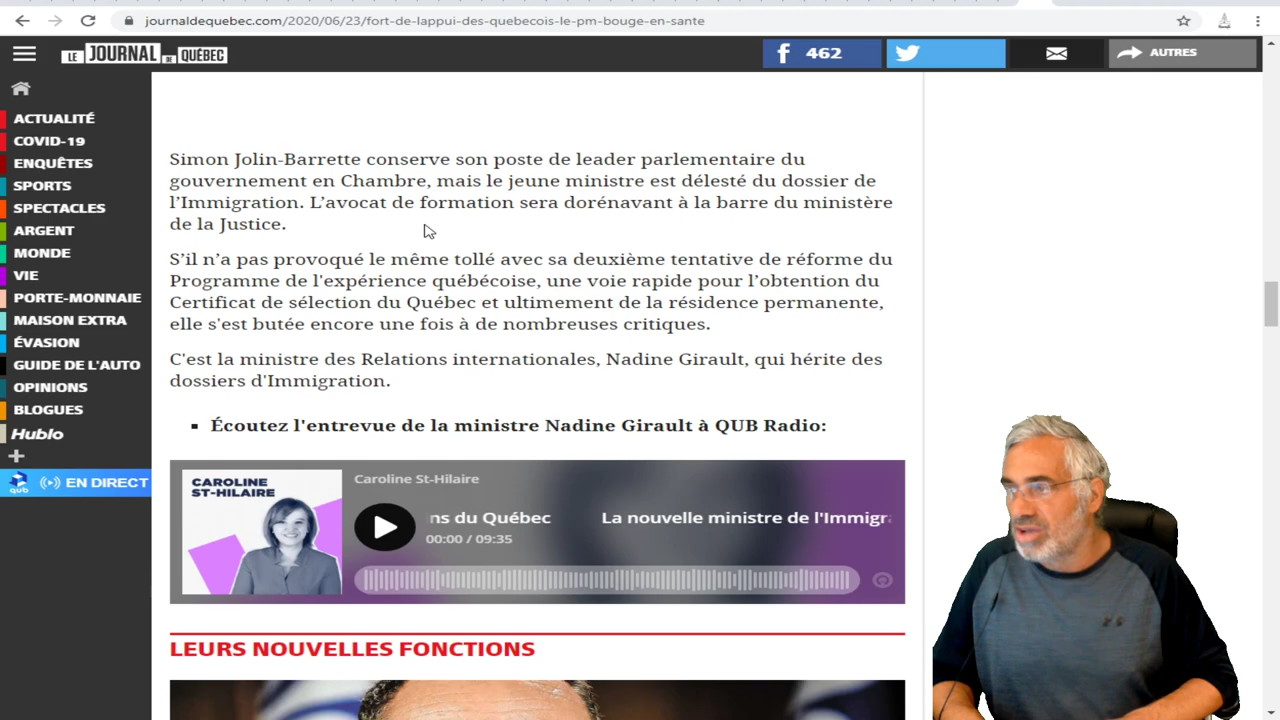 journaldequebec.com/2020/06/23/fort-de-lappui-des-quebecois-le-pm-bouge-en-sante
LE JOURNAL DE QUÉBEC
462
AUTRES
ACTUALITÉ
COVID-19
ENQUÊTES
SPORTS
SPECTACLES
ARGENT
MONDE
VIE
PORTE-MONNAIE
MAISON EXTRA
ÉVASION
GUIDE DE L'AUTO
OPINIONS
BLOGUES
Hublo
qub
EN DIRECT
Simon Jolin-Barrette conserve son poste de leader parlementaire du
gouvernement en Chambre, mais le jeune ministre est délesté du dossier de
l’Immigration. L’avocat de formation sera dorénavant à la barre du ministère
de la Justice.
S’il n’a pas provoqué le même tollé avec sa deuxième tentative de réforme du
Programme de l'expérience québécoise, une voie rapide pour l’obtention du
Certificat de sélection du Québec et ultimement de la résidence permanente,
elle s'est butée encore une fois à de nombreuses critiques.
C'est la ministre des Relations internationales, Nadine Girault, qui hérite des
dossiers d'Immigration.
Écoutez l'entrevue de la ministre Nadine Girault à QUB Radio:
CAROLINE
ST-HILAIRE
Caroline St-Hilaire
ns du Québec La nouvelle ministre de l'Immigr
00:00 / 09:35
LEURS NOUVELLES FONCTIONS